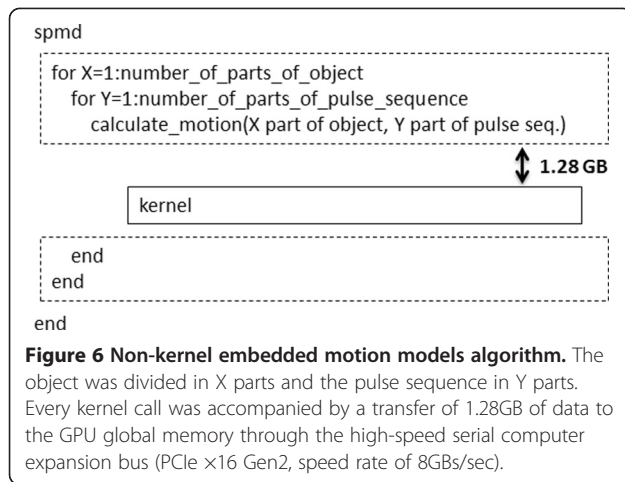 spmd
for X=1:number_of_parts_of_object
for Y=1:number_of_parts_of_pulse_sequence
calculate_motion(X part of object, Y part of pulse seq.)
1.28 GB
kernel
end
end
end
Figure 6 Non-kernel embedded motion models algorithm. The
object was divided in X parts and the pulse sequence in Y parts.
Every kernel call was accompanied by a transfer of 1.28GB of data to
the GPU global memory through the high-speed serial computer
expansion bus (PCIe ×16 Gen2, speed rate of 8GBs/sec).